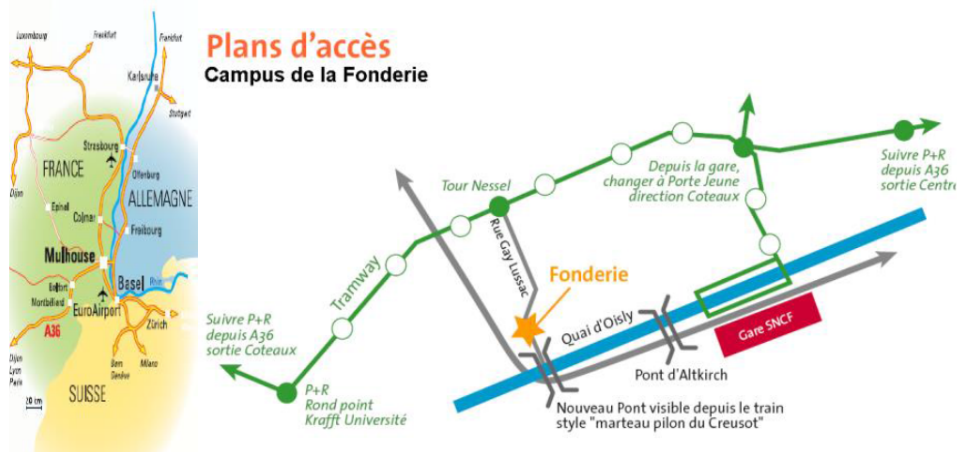 Plans d'accès
Campus de la Fonderie
Luxembourg
Frankfurt
Frankfurt
Karlsruhe
Stuttgart
Strasbourg
Offenburg
FRANCE
ALLEMAGNE
Dijon
Epinal
Colmar
Freibourg
Mulhouse
Belfort
Basel
Rhin
Montbéliard
EuroAirport
A36
Zürich
Dijon
Lyon
Paris
Bern
Genève
Milano
SUISSE
20 km
Tour Nessel
Depuis la gare,
changer à Porte Jeune
direction Coteaux
Suivre P+R
depuis A36
sortie Centre
Rue Gay Lussac
Tramway
Fonderie
Quai d'Oisly
Gare SNCF
Pont d'Altkirch
Suivre P+R
depuis A36
sortie Coteaux
P+R
Rond point
Krafft Université
Nouveau Pont visible depuis le train
style "marteau pilon du Creusot"